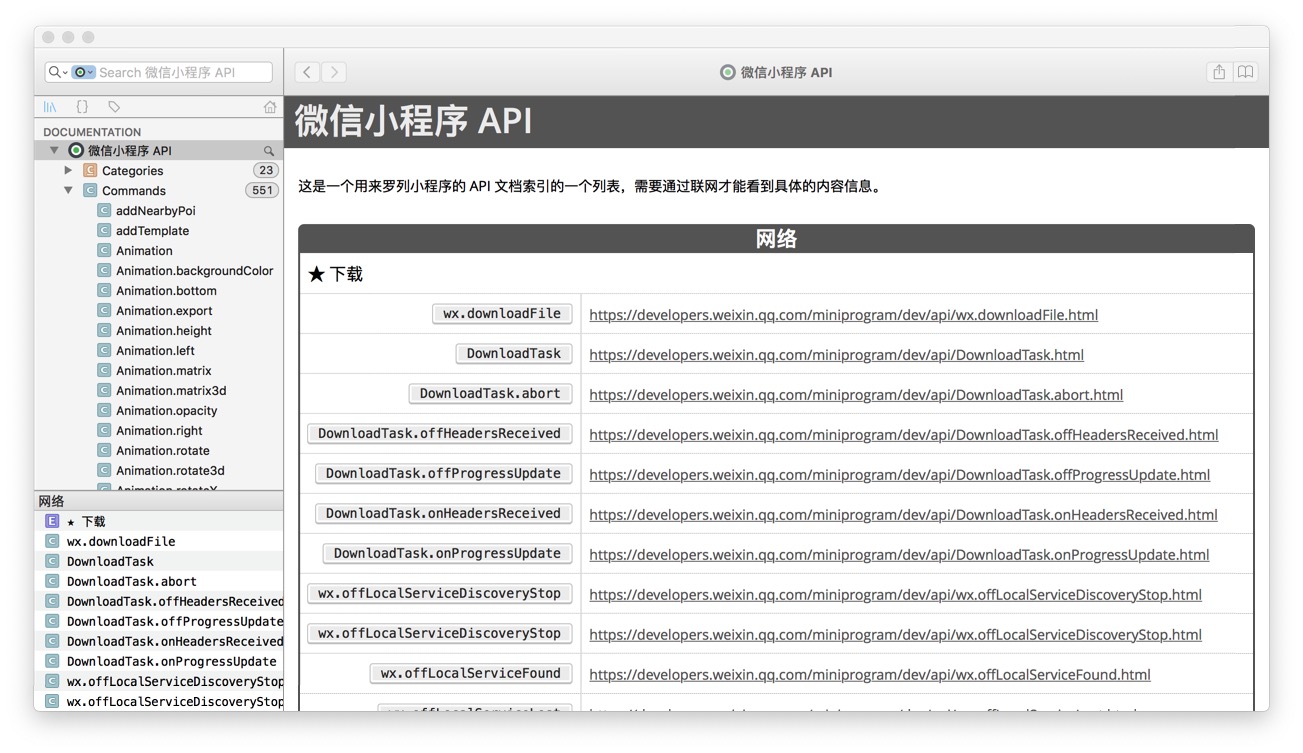 Search 微信小程序 API
微信小程序 API
DOCUMENTATION
微信小程序 API
Categories 23
Commands 551
addNearbyPoi
addTemplate
Animation
Animation.backgroundColor
Animation.bottom
Animation.export
Animation.height
Animation.left
Animation.matrix
Animation.matrix3d
Animation.opacity
Animation.right
Animation.rotate
Animation.rotate3d
Animation.rotateX
网络
E ★ 下载
wx.downloadFile
DownloadTask
DownloadTask.abort
DownloadTask.offHeadersReceived
DownloadTask.offProgressUpdate
DownloadTask.onHeadersReceived
DownloadTask.onProgressUpdate
wx.offLocalServiceDiscoveryStop
wx.offLocalServiceDiscoveryStop
微信小程序 API
这是一个用来罗列小程序的 API 文档索引的一个列表，需要通过联网才能看到具体的内容信息。
网络
★ 下载
wx.downloadFile https://developers.weixin.qq.com/miniprogram/dev/api/wx.downloadFile.html
DownloadTask https://developers.weixin.qq.com/miniprogram/dev/api/DownloadTask.html
DownloadTask.abort https://developers.weixin.qq.com/miniprogram/dev/api/DownloadTask.abort.html
DownloadTask.offHeadersReceived https://developers.weixin.qq.com/miniprogram/dev/api/DownloadTask.offHeadersReceived.html
DownloadTask.offProgressUpdate https://developers.weixin.qq.com/miniprogram/dev/api/DownloadTask.offProgressUpdate.html
DownloadTask.onHeadersReceived https://developers.weixin.qq.com/miniprogram/dev/api/DownloadTask.onHeadersReceived.html
DownloadTask.onProgressUpdate https://developers.weixin.qq.com/miniprogram/dev/api/DownloadTask.onProgressUpdate.html
wx.offLocalServiceDiscoveryStop https://developers.weixin.qq.com/miniprogram/dev/api/wx.offLocalServiceDiscoveryStop.html
wx.offLocalServiceDiscoveryStop https://developers.weixin.qq.com/miniprogram/dev/api/wx.offLocalServiceDiscoveryStop.html
wx.offLocalServiceFound https://developers.weixin.qq.com/miniprogram/dev/api/wx.offLocalServiceFound.html